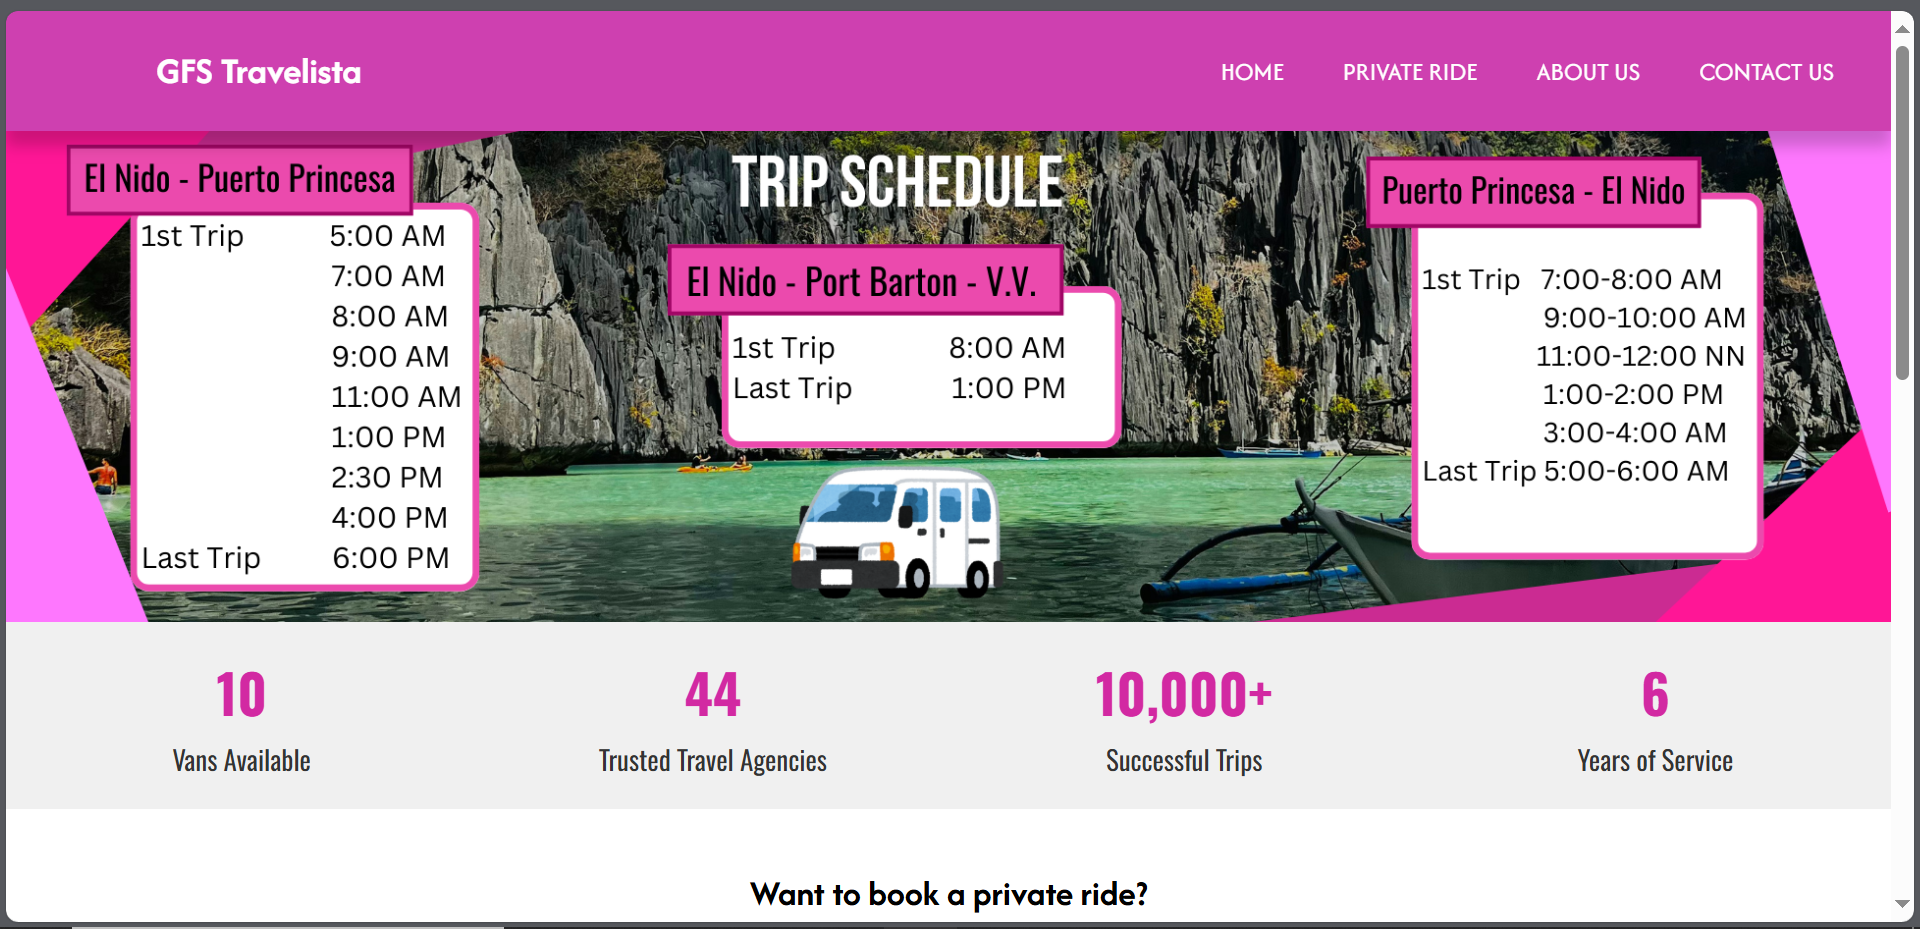 GFS Travelista
HOME PRIVATE RIDE ABOUT US CONTACT US
TRIP SCHEDULE
El Nido - Puerto Princesa
1st Trip 5:00 AM
7:00 AM
8:00 AM
9:00 AM
11:00 AM
1:00 PM
2:30 PM
4:00 PM
Last Trip 6:00 PM
El Nido - Port Barton - V.V.
1st Trip 8:00 AM
Last Trip 1:00 PM
Puerto Princesa - El Nido
1st Trip 7:00-8:00 AM
9:00-10:00 AM
11:00-12:00 NN
1:00-2:00 PM
3:00-4:00 AM
Last Trip 5:00-6:00 AM
10
Vans Available
44
Trusted Travel Agencies
10,000+
Successful Trips
6
Years of Service
Want to book a private ride?